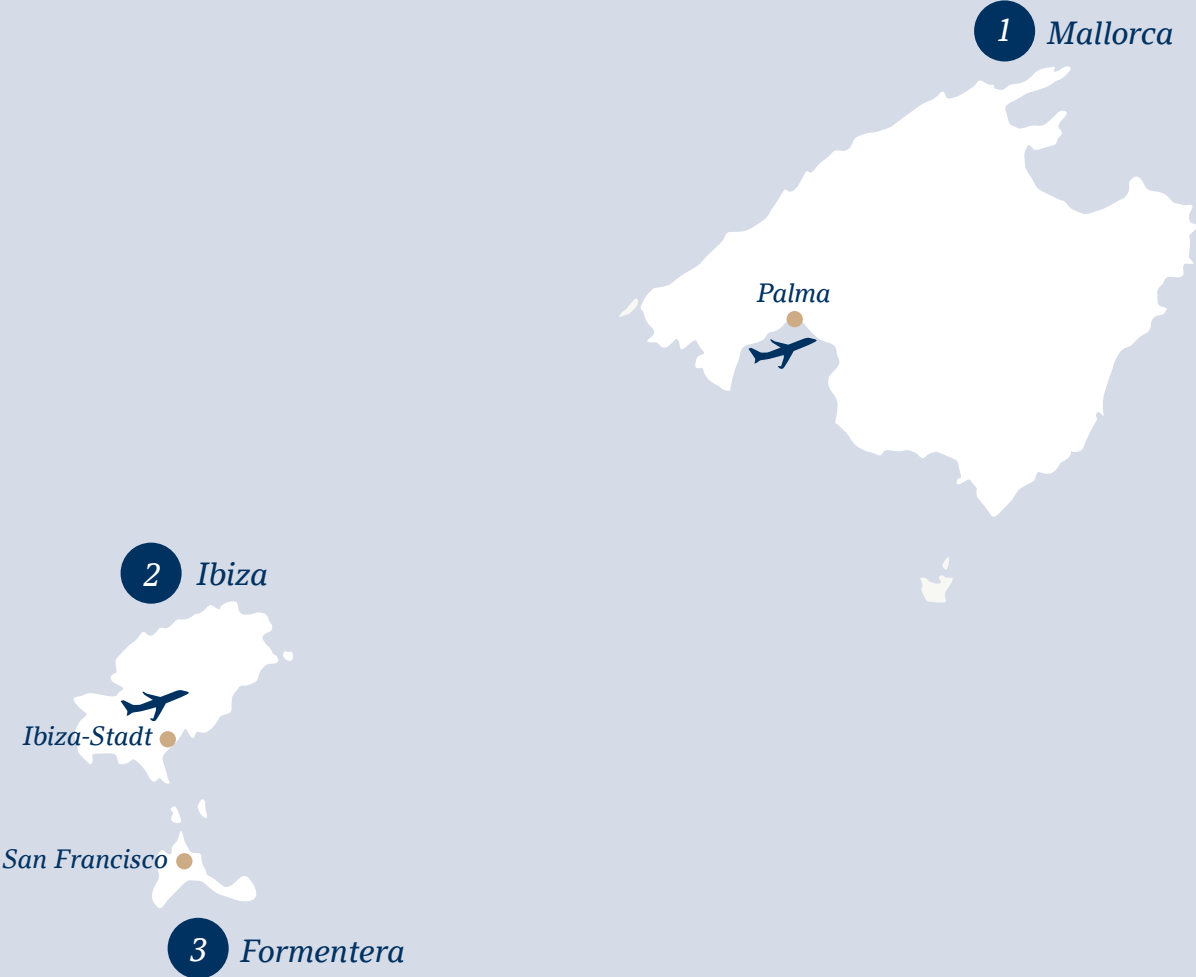 1 Mallorca
Palma
2 Ibiza
Ibiza-Stadt
San Francisco
3 Formentera